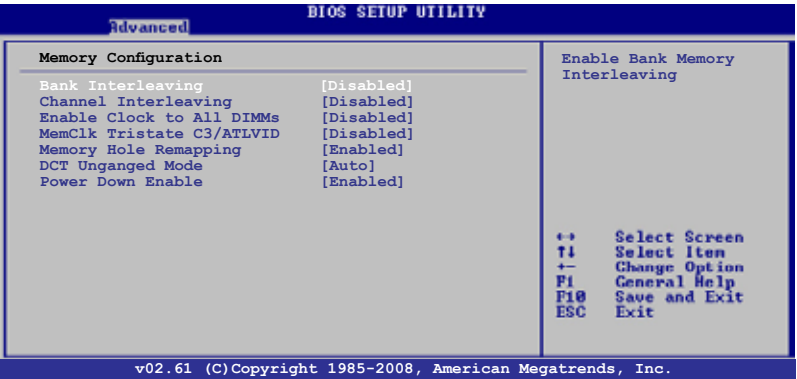 BIOS SETUP UTILITY
Advanced
Memory Configuration
Bank Interleaving [Disabled]
Channel Interleaving [Disabled]
Enable Clock to All DIMMs [Disabled]
MemClk Tristate C3/ATLVID [Disabled]
Memory Hole Remapping [Enabled]
DCT Unganged Mode [Auto]
Power Down Enable [Enabled]
Enable Bank Memory
Interleaving
←→ Select Screen
↑↓ Select Item
+- Change Option
F1 General Help
F10 Save and Exit
ESC Exit
v02.61 (C)Copyright 1985-2008, American Megatrends, Inc.